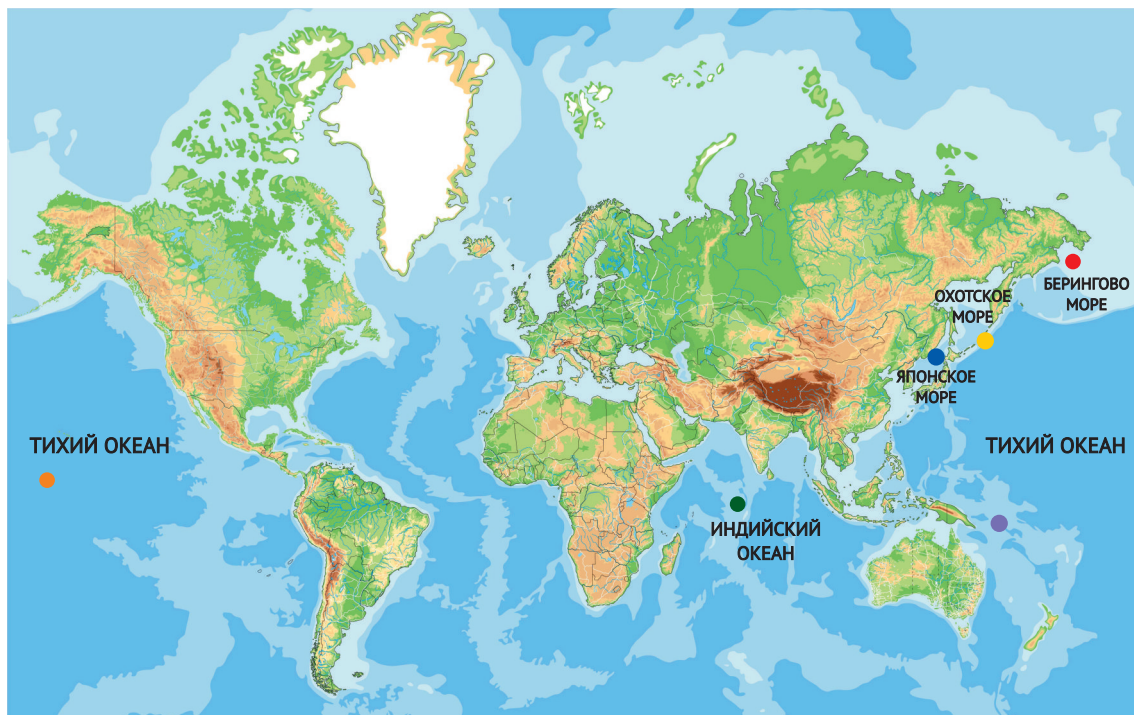 БЕРИНГОВО
МОРЕ
ОХОТСКОЕ
МОРЕ
ЯПОНСКОЕ
МОРЕ
ТИХИЙ ОКЕАН
ТИХИЙ ОКЕАН
ИНДИЙСКИЙ
ОКЕАН